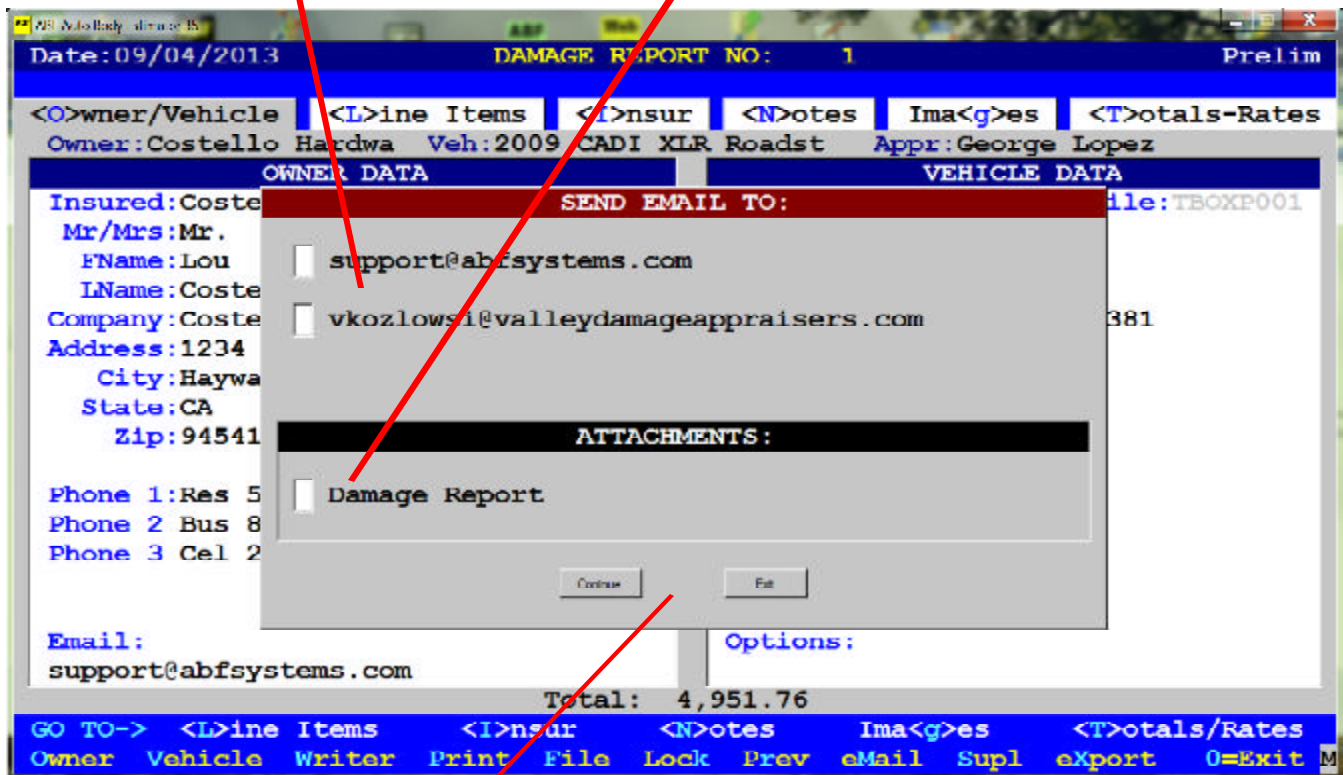 ABF
Web
Date:09/04/2013 DAMAGE REPORT NO: 1 Prelim
<O>wner/Vehicle <L>ine Items <I>nsur <N>otes Ima<g>es <T>otals-Rates
Owner:Costello Hardwa Veh:2009 CADI XLR Roadst Appr:George Lopez
OWNER DATA VEHICLE DATA
Insured:Coste SEND EMAIL TO: ile:TBOXP001
Mr/Mrs:Mr.
FName:Lou support@abfsystems.com
LName:Coste
Company:Coste vkozlowsi@valleydamageappraisers.com 381
Address:1234
City:Haywa
State:CA
Zip:94541 ATTACHMENTS:
Phone 1:Res 5 Damage Report
Phone 2 Bus 8
Phone 3 Cel 2
Continue Exit
Email: Options:
support@abfsystems.com
Total: 4,951.76
GO TO-> <L>ine Items <I>nsur <N>otes Ima<g>es <T>otals/Rates
Owner Vehicle Writer Print File Lock Prev eMail Supl eXport 0=Exit M